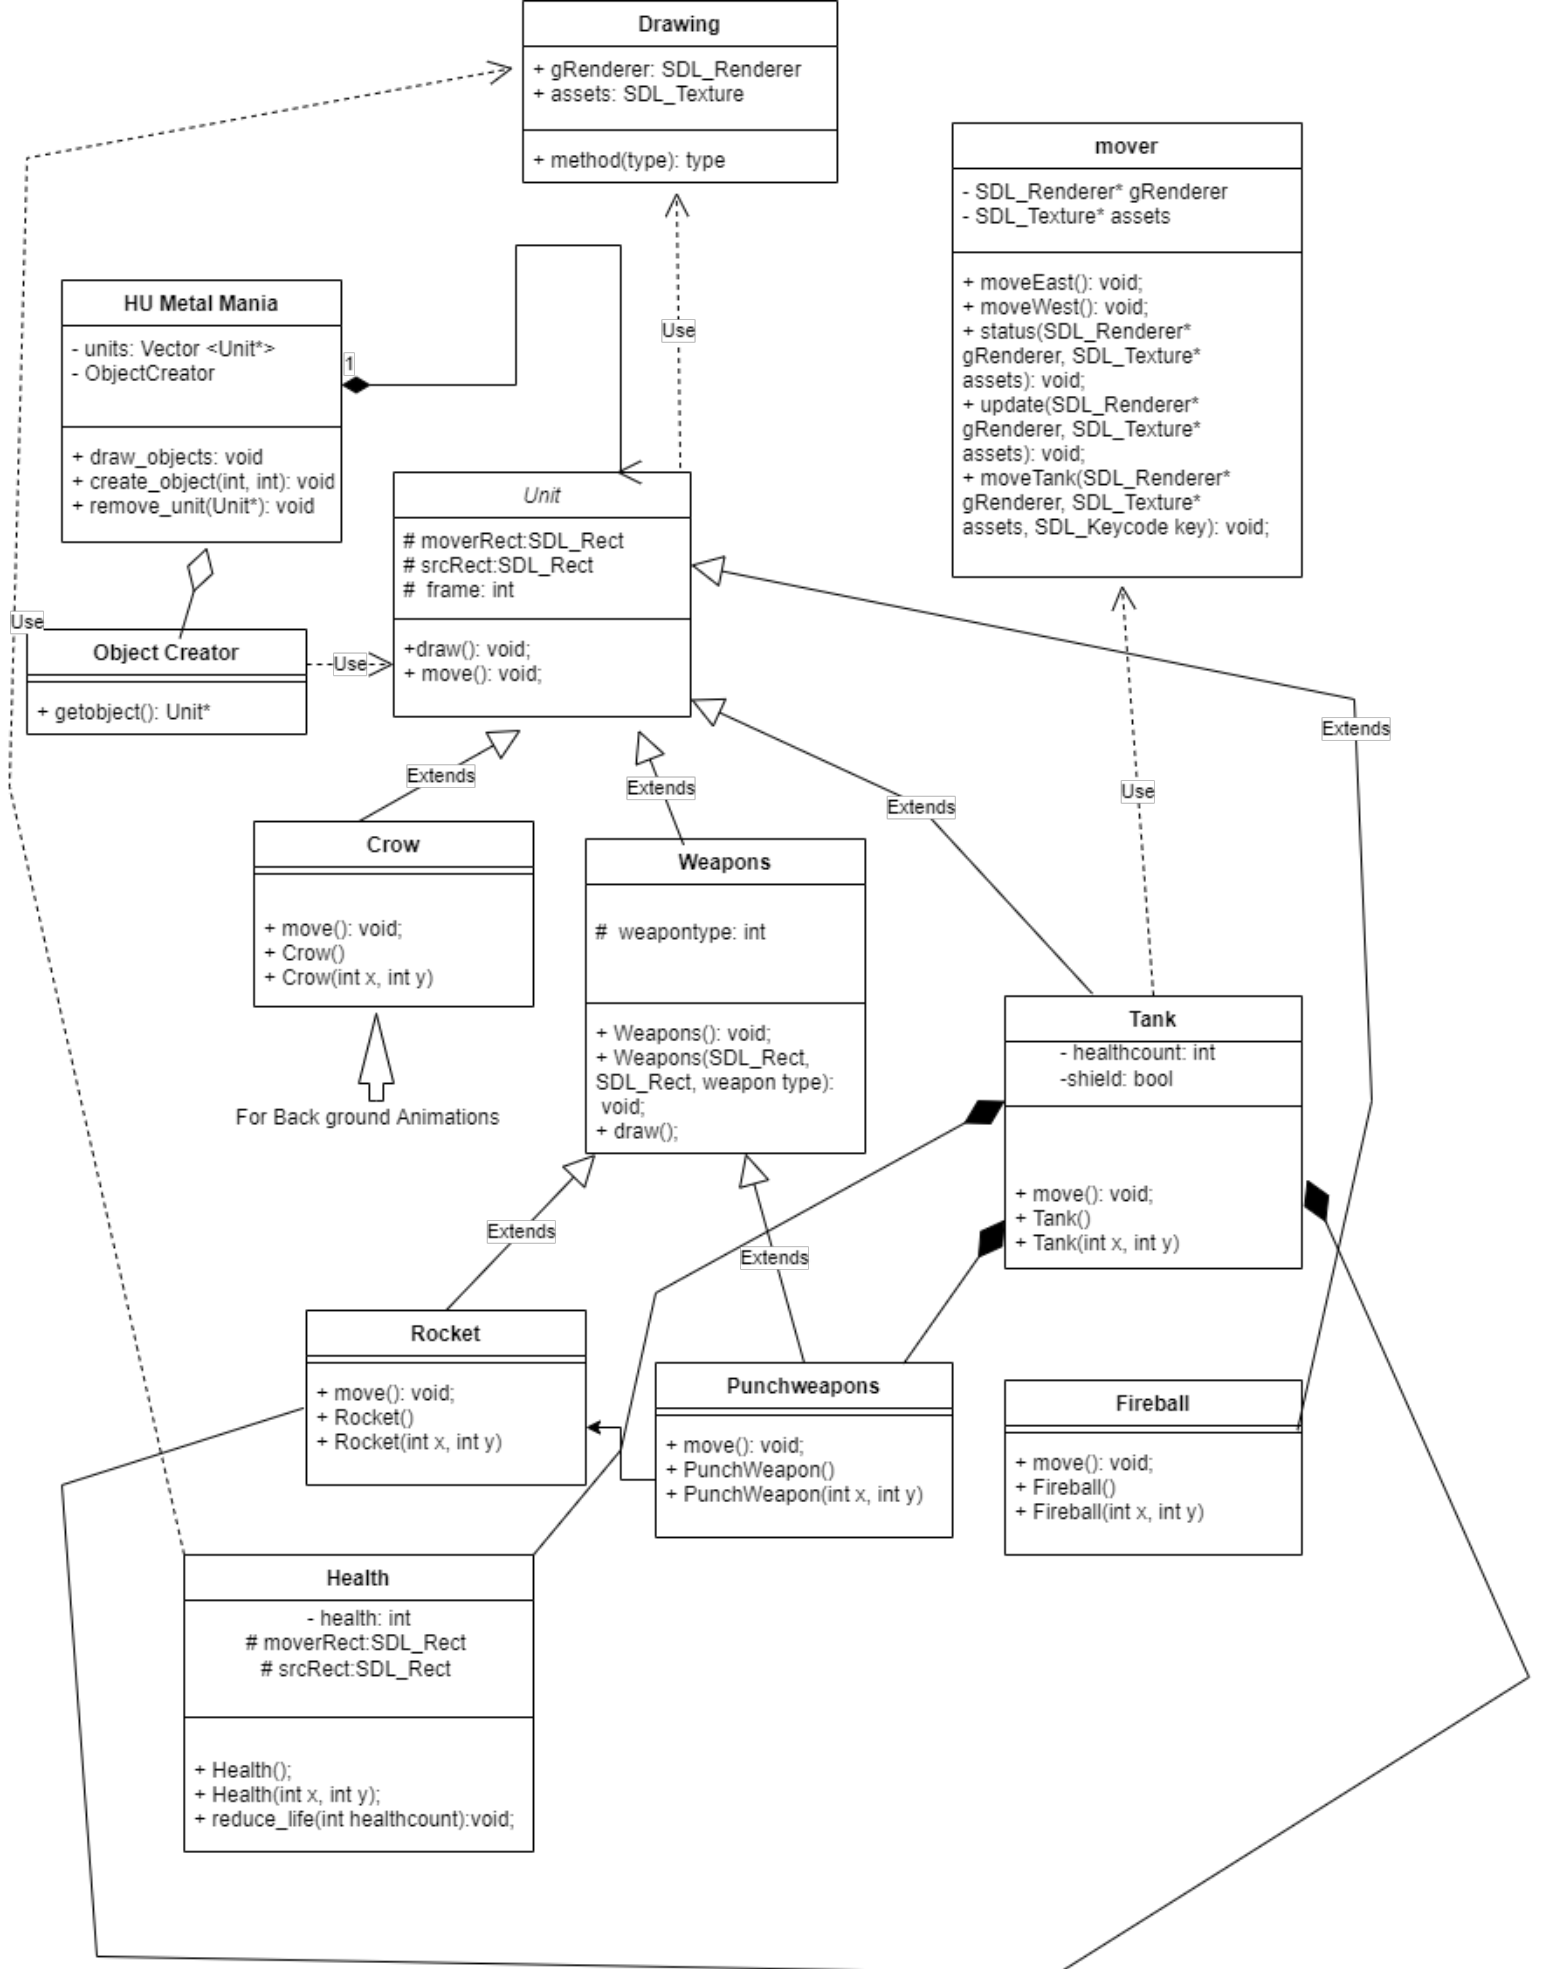 Drawing
+ gRenderer: SDL_Renderer
+ assets: SDL_Texture
+ method(type): type
mover
- SDL_Renderer* gRenderer
- SDL_Texture* assets
+ moveEast(): void;
+ moveWest(): void;
+ status(SDL_Renderer*
gRenderer, SDL_Texture*
assets): void;
+ update(SDL_Renderer*
gRenderer, SDL_Texture*
assets): void;
+ moveTank(SDL_Renderer*
gRenderer, SDL_Texture*
assets, SDL_Keycode key): void;
HU Metal Mania
- units: Vector <Unit*>
- ObjectCreator
+ draw_objects: void
+ create_object(int, int): void
+ remove_unit(Unit*): void
1
Use
Unit
# moverRect:SDL_Rect
# srcRect:SDL_Rect
# frame: int
+draw(): void;
+ move(): void;
Use
Object Creator
+ getobject(): Unit*
Use
Extends
Extends
Extends
Extends
Use
Crow
+ move(): void;
+ Crow()
+ Crow(int x, int y)
For Back ground Animations
Weapons
# weapontype: int
+ Weapons(): void;
+ Weapons(SDL_Rect,
SDL_Rect, weapon type):
void;
+ draw();
Tank
- healthcount: int
-shield: bool
+ move(): void;
+ Tank()
+ Tank(int x, int y)
Extends
Extends
Rocket
+ move(): void;
+ Rocket()
+ Rocket(int x, int y)
Punchweapons
+ move(): void;
+ PunchWeapon()
+ PunchWeapon(int x, int y)
Fireball
+ move(): void;
+ Fireball()
+ Fireball(int x, int y)
Health
- health: int
# moverRect:SDL_Rect
# srcRect:SDL_Rect
+ Health();
+ Health(int x, int y);
+ reduce_life(int healthcount):void;